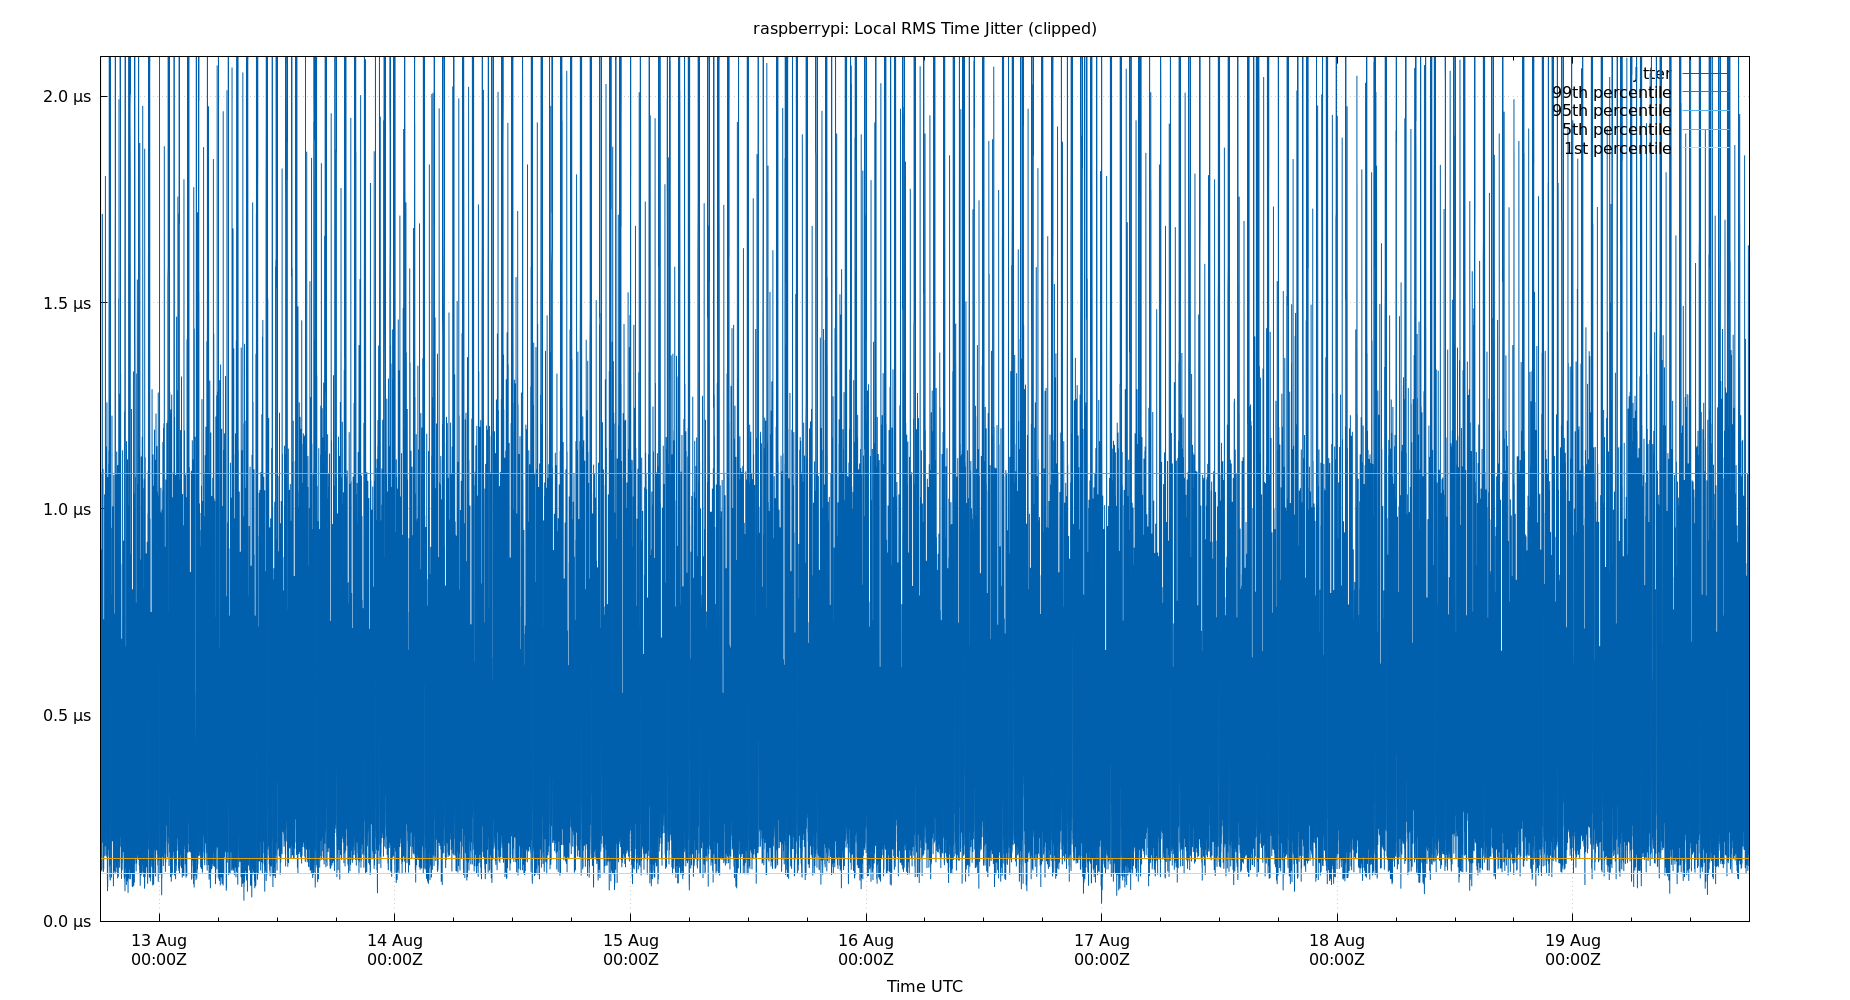 raspberrypi: Local RMS Time Jitter (clipped)
jitter
99th percentile
95th percentile
5th percentile
1st percentile
2.0 µs
1.5 µs
1.0 µs
0.5 µs
0.0 µs
13 Aug 14 Aug 15 Aug 16 Aug 17 Aug 18 Aug 19 Aug
00:00Z 00:00Z 00:00Z 00:00Z 00:00Z 00:00Z 00:00Z
Time UTC